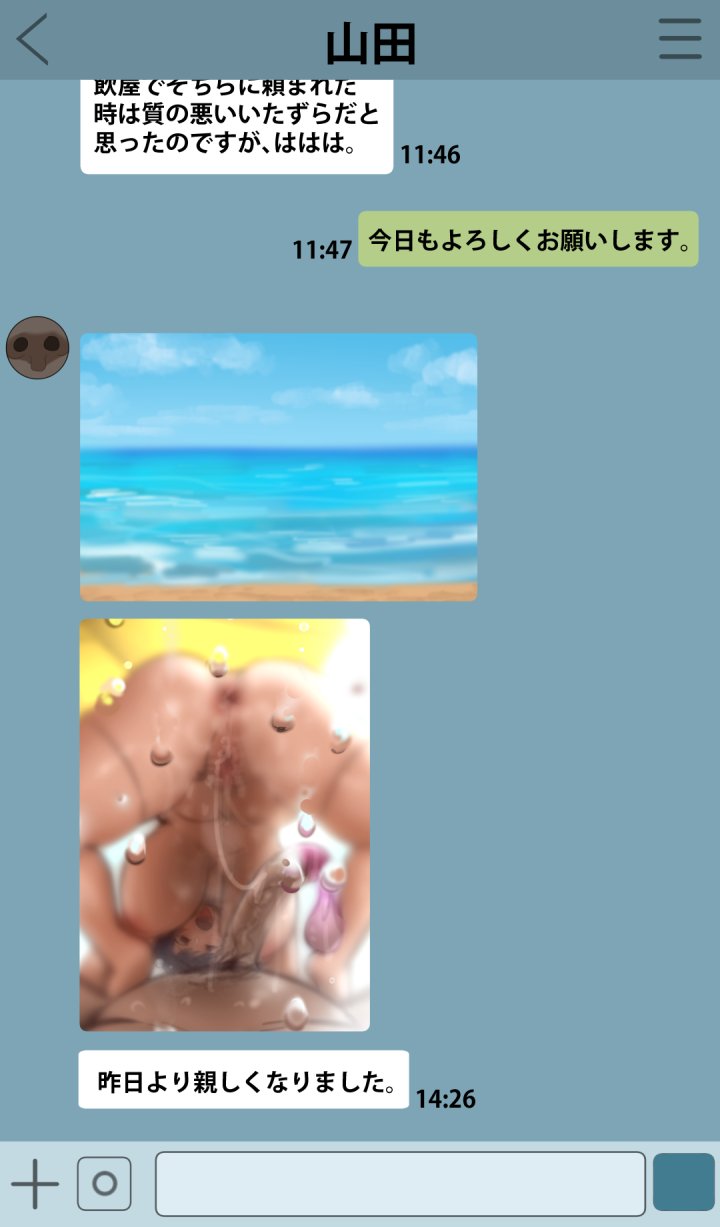 山田
飲屋でそちらに頼まれた
時は質の悪いいたずらだと
思ったのですが、ははは。
11:46
11:47
今日もよろしくお願いします。
昨日より親しくなりました。
14:26